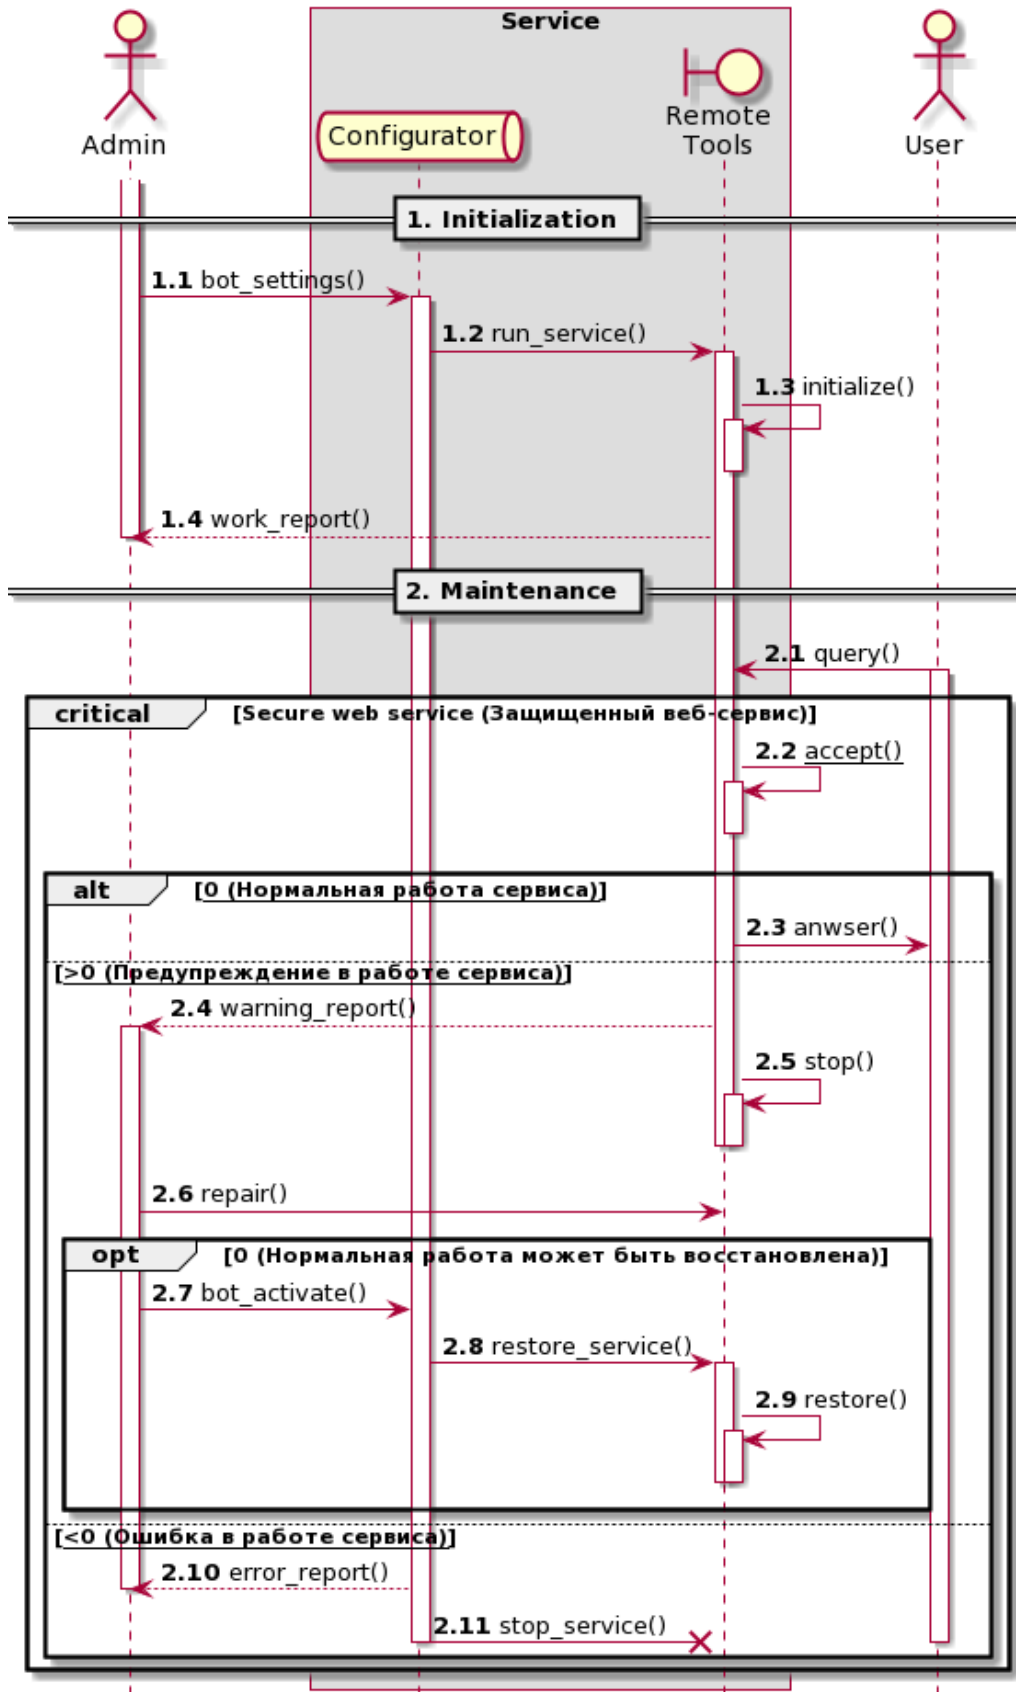 Service
Admin
Configurator
Remote
Tools
User
1. Initialization
1.1 bot_settings()
1.2 run_service()
1.3 initialize()
1.4 work_report()
2. Maintenance
2.1 query()
critical [Secure web service (Защищенный веб-сервис)]
2.2 accept()
alt [0 (Нормальная работа сервиса)]
2.3 anwser()
[>0 (Предупреждение в работе сервиса)]
2.4 warning_report()
2.5 stop()
2.6 repair()
opt [0 (Нормальная работа может быть восстановлена)]
2.7 bot_activate()
2.8 restore_service()
2.9 restore()
[<0 (Ошибка в работе сервиса)]
2.10 error_report()
2.11 stop_service()